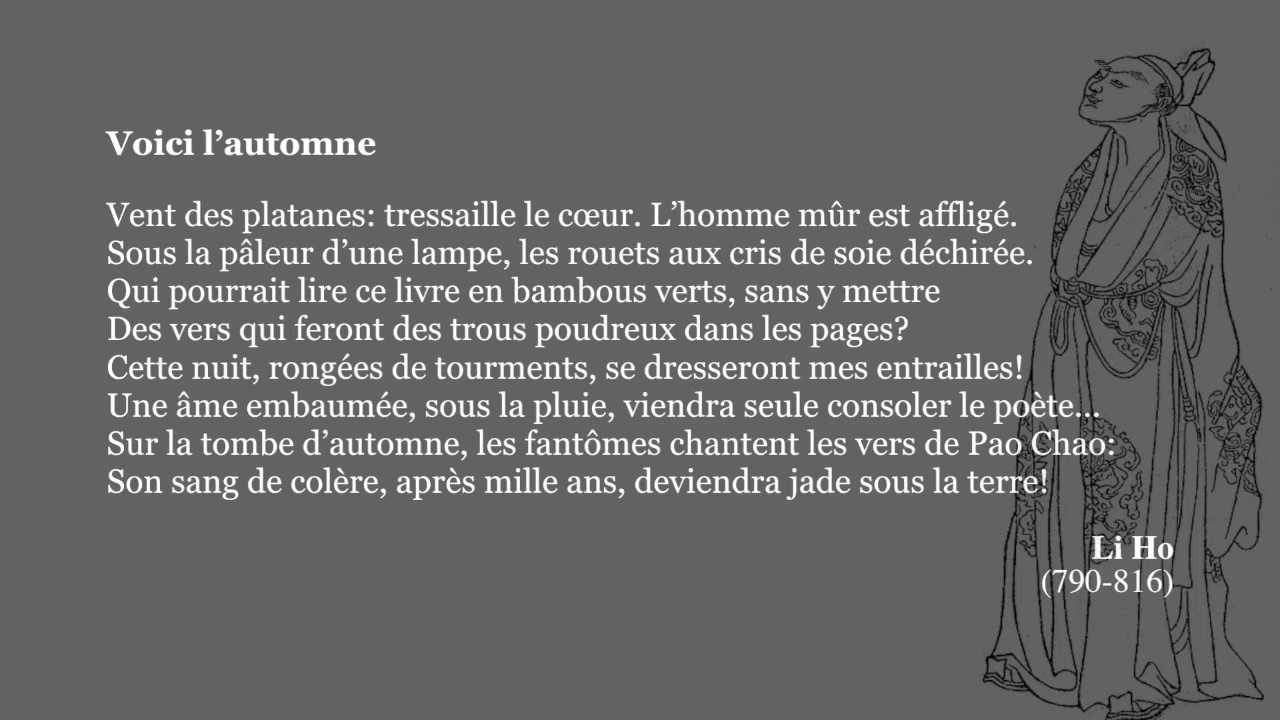 Voici l’automne
Vent des platanes: tressaille le cœur. L’homme mûr est affligé.
Sous la pâleur d’une lampe, les rouets aux cris de soie déchirée.
Qui pourrait lire ce livre en bambous verts, sans y mettre
Des vers qui feront des trous poudreux dans les pages?
Cette nuit, rongées de tourments, se dresseront mes entrailles!
Une âme embaumée, sous la pluie, viendra seule consoler le poète...
Sur la tombe d’automne, les fantômes chantent les vers de Pao Chao:
Son sang de colère, après mille ans, deviendra jade sous la terre!
Li Ho
(790-816)